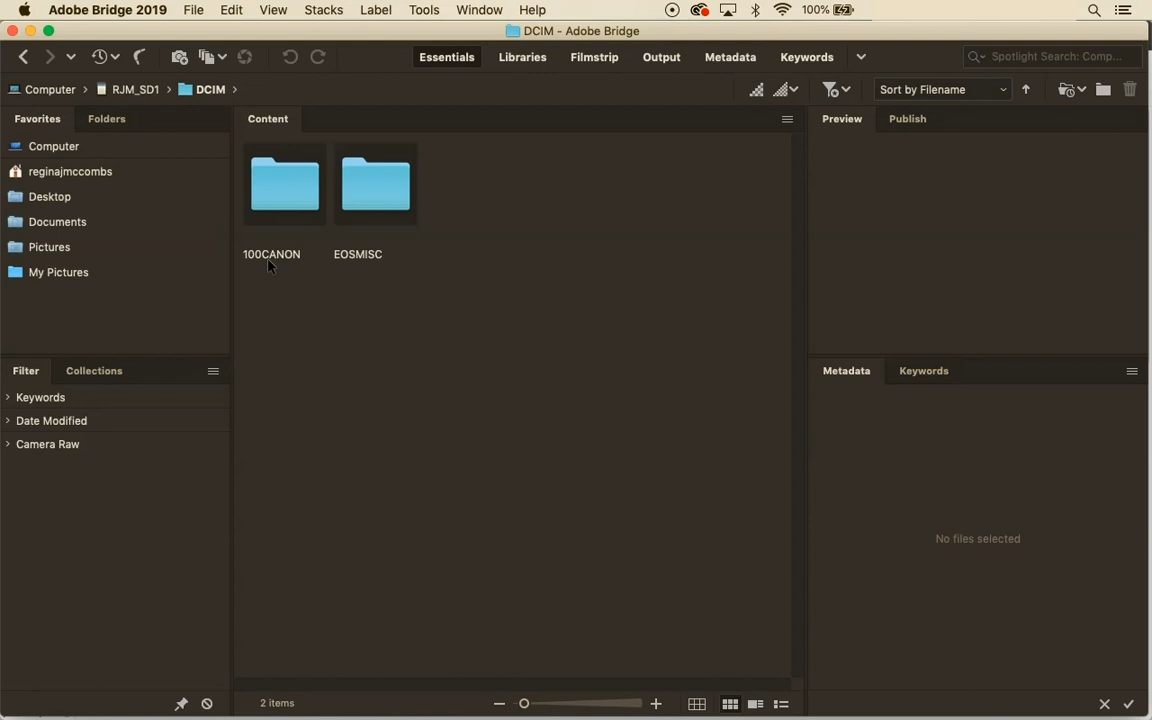 Adobe Bridge 2019 File Edit View Stacks Label Tools Window Help 100%
DCIM - Adobe Bridge
Essentials Libraries Filmstrip Output Metadata Keywords Spotlight Search: Comp...
Computer RJM_SD1 DCIM Sort by Filename
Favorites Folders Content Preview Publish
Computer
reginajmccombs
Desktop
Documents
Pictures
My Pictures
100CANON EOSMISC
Filter Collections Metadata Keywords
Keywords
Date Modified
Camera Raw
No files selected
2 items